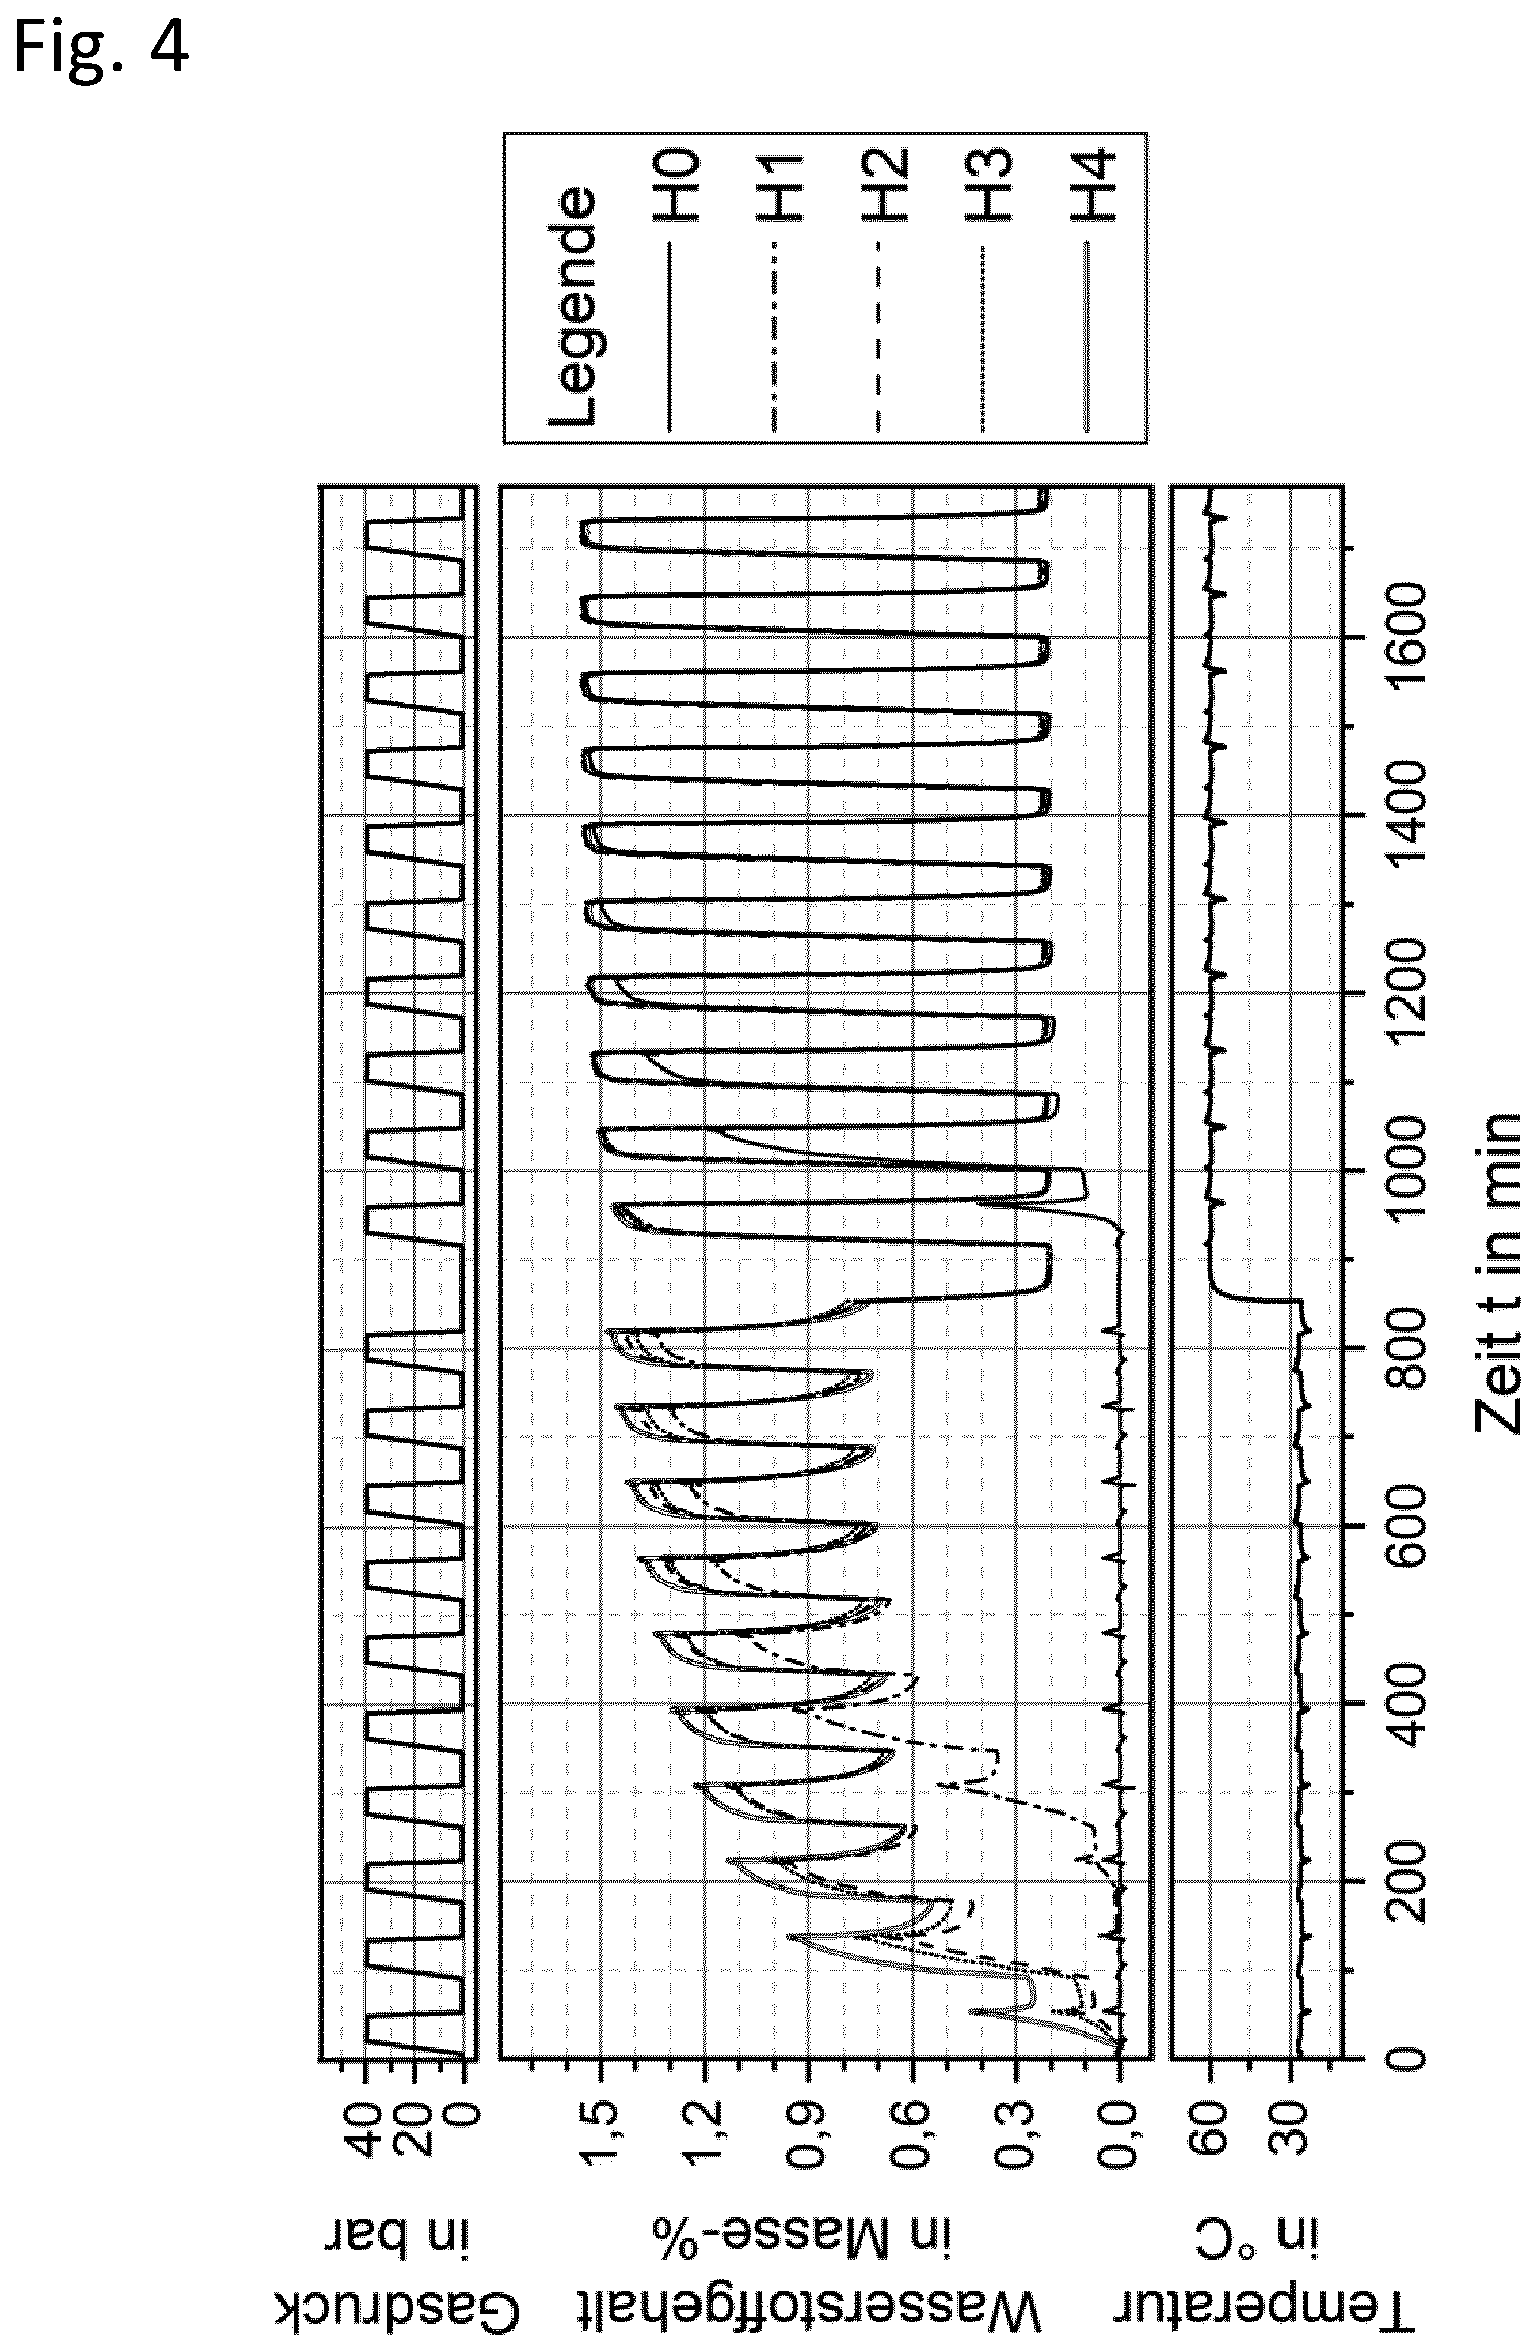 Fig. 4
Gasdruck
in bar
40
20
0
Wasserstoffgehalt
in Masse-%
1,5
1,2
0,9
0,6
0,3
0,0
Temperatur
in °C
60
30
0
200
400
600
800
1000
1200
1400
1600
Zeit t in min
Legende
H0
H1
H2
H3
H4